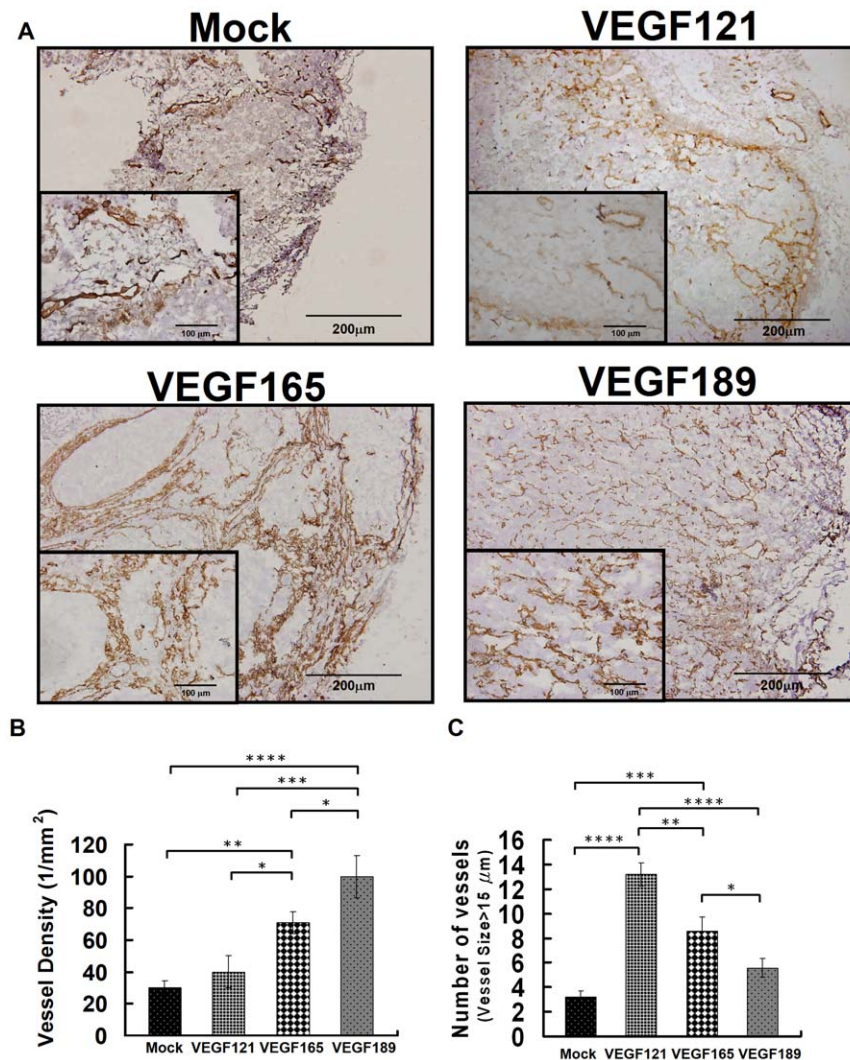 A
Mock
VEGF121
100 μm
200μm
100 μm
200μm
VEGF165
VEGF189
100 μm
200μm
100 μm
200μm
B
C
****
***
*
**
*
Vessel Density (1/mm²)
120
100
80
60
40
20
0
Mock VEGF121 VEGF165 VEGF189
***
****
**
****
*
Number of vessels
(Vessel Size>15 μm)
16
14
12
10
8
6
4
2
0
Mock VEGF121 VEGF165 VEGF189